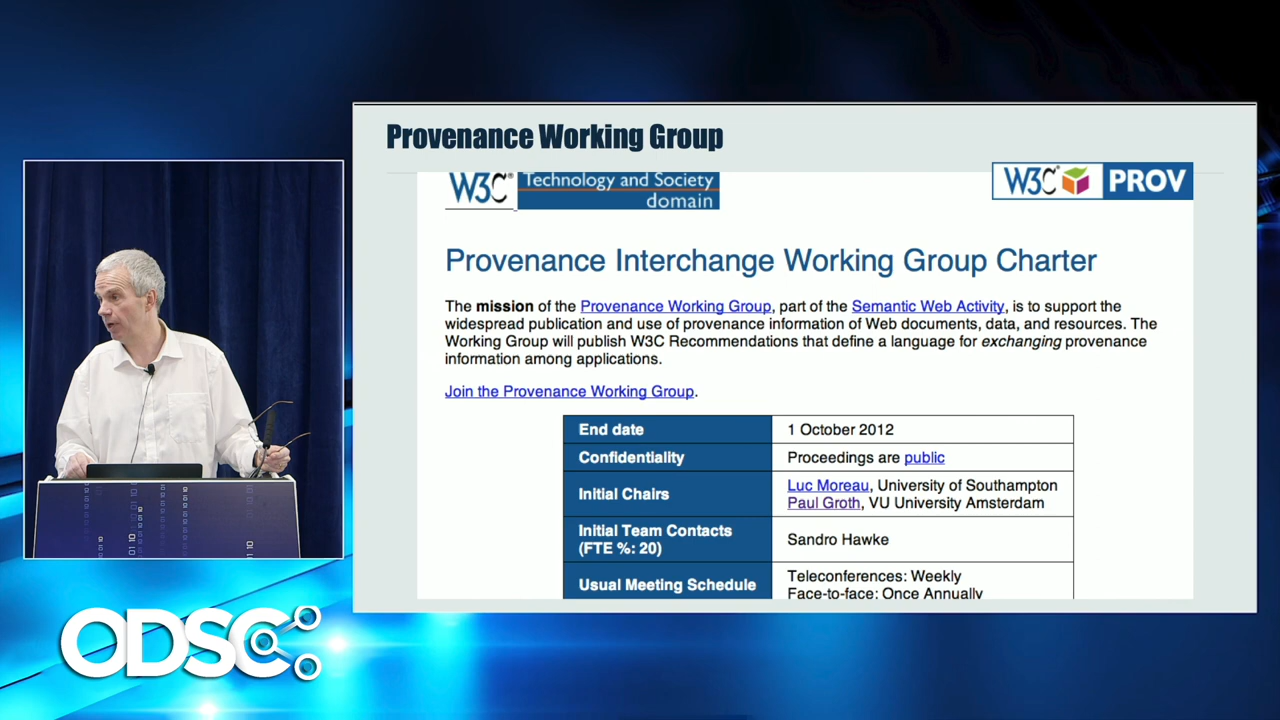 Provenance Working Group
W3C® Technology and Society
domain
W3C® PROV
Provenance Interchange Working Group Charter
The mission of the Provenance Working Group, part of the Semantic Web Activity, is to support the
widespread publication and use of provenance information of Web documents, data, and resources. The
Working Group will publish W3C Recommendations that define a language for exchanging provenance
information among applications.
Join the Provenance Working Group.
End date 1 October 2012
Confidentiality Proceedings are public
Initial Chairs Luc Moreau, University of Southampton
Paul Groth, VU University Amsterdam
Initial Team Contacts
(FTE %: 20) Sandro Hawke
Usual Meeting Schedule Teleconferences: Weekly
Face-to-face: Once Annually
ODSC